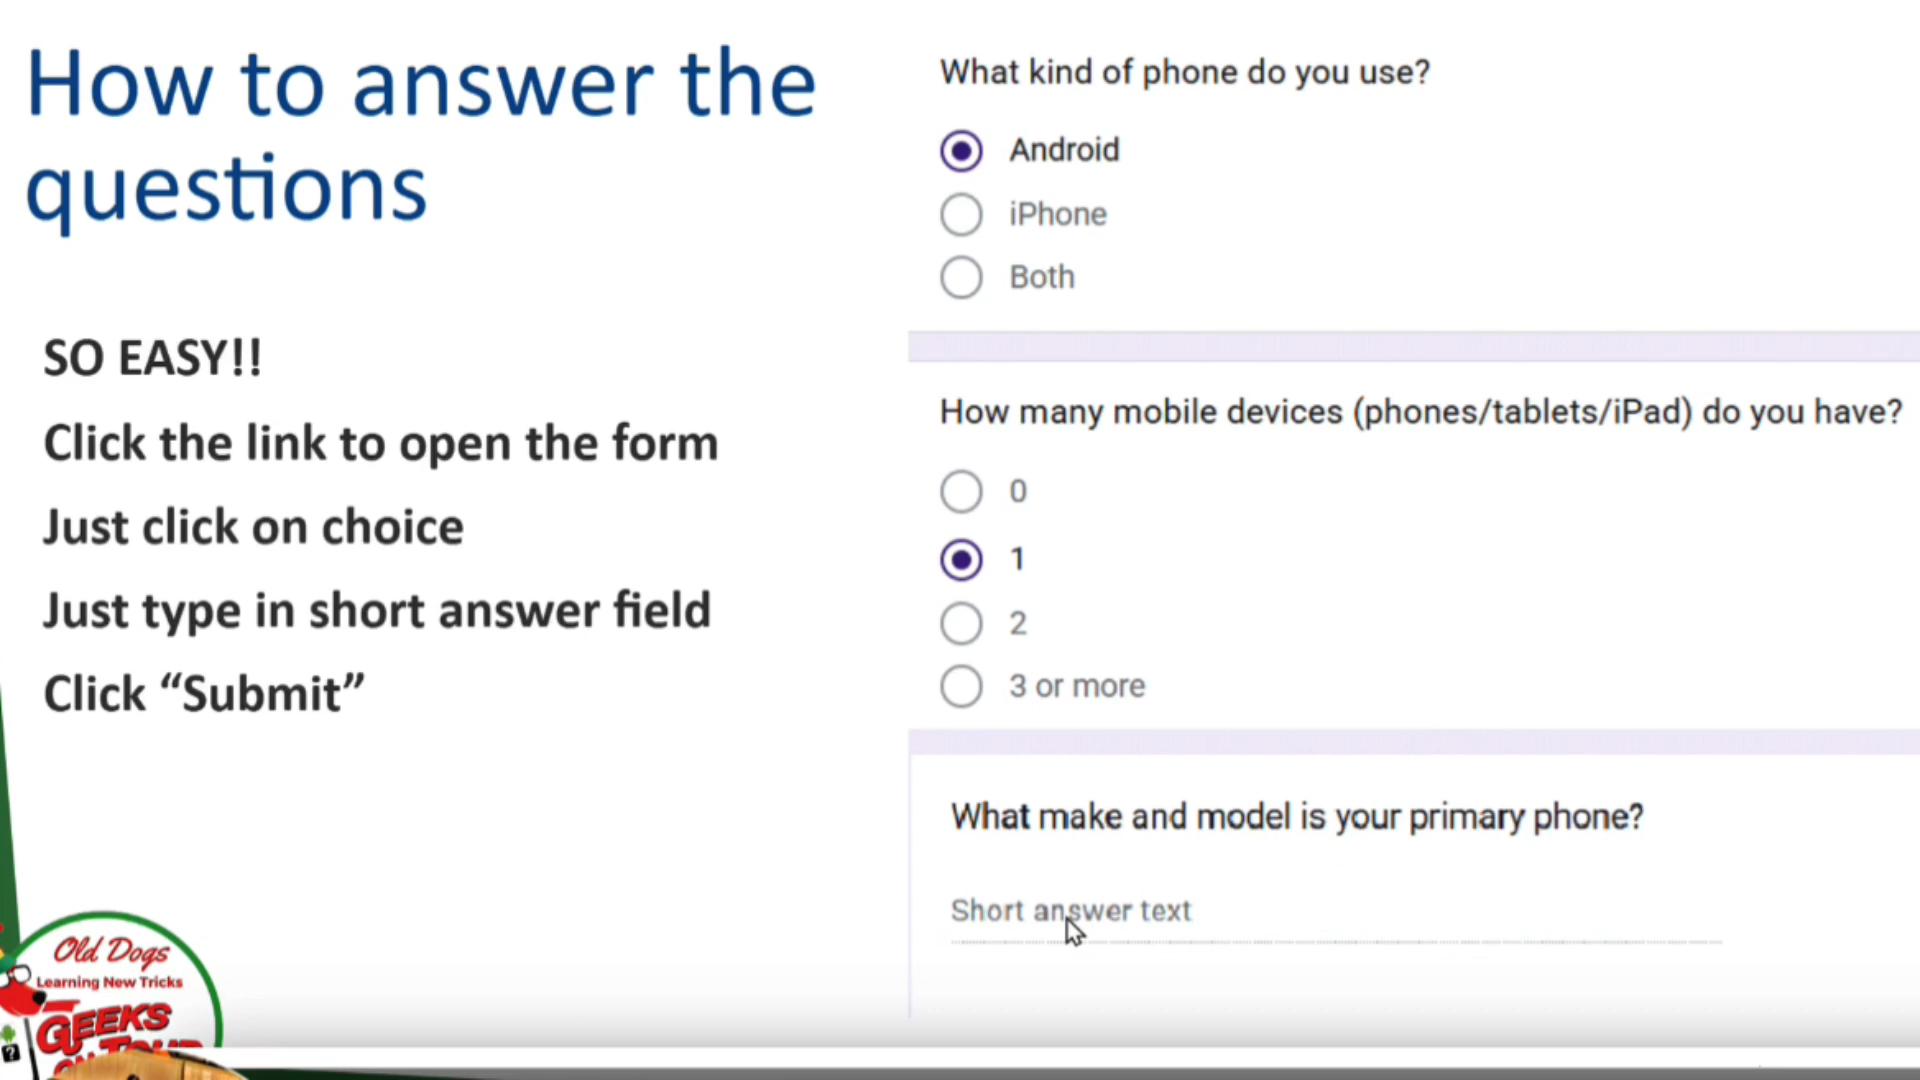 How to answer the
questions
SO EASY!!
Click the link to open the form
Just click on choice
Just type in short answer field
Click “Submit”
What kind of phone do you use?
Android
iPhone
Both
How many mobile devices (phones/tablets/iPad) do you have?
0
1
2
3 or more
What make and model is your primary phone?
Short answer text
Old Dogs
Learning New Tricks
GEEKS
ON TOUR
?